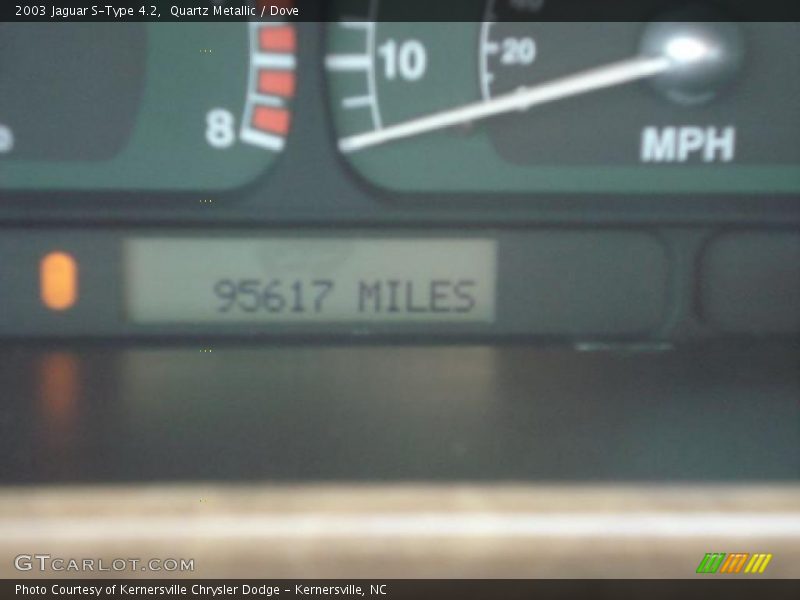 2003 Jaguar S-Type 4.2, Quartz Metallic / Dove
10
20
8
MPH
95617 MILES
GTCARLOT.COM
Photo Courtesy of Kernersville Chrysler Dodge - Kernersville, NC